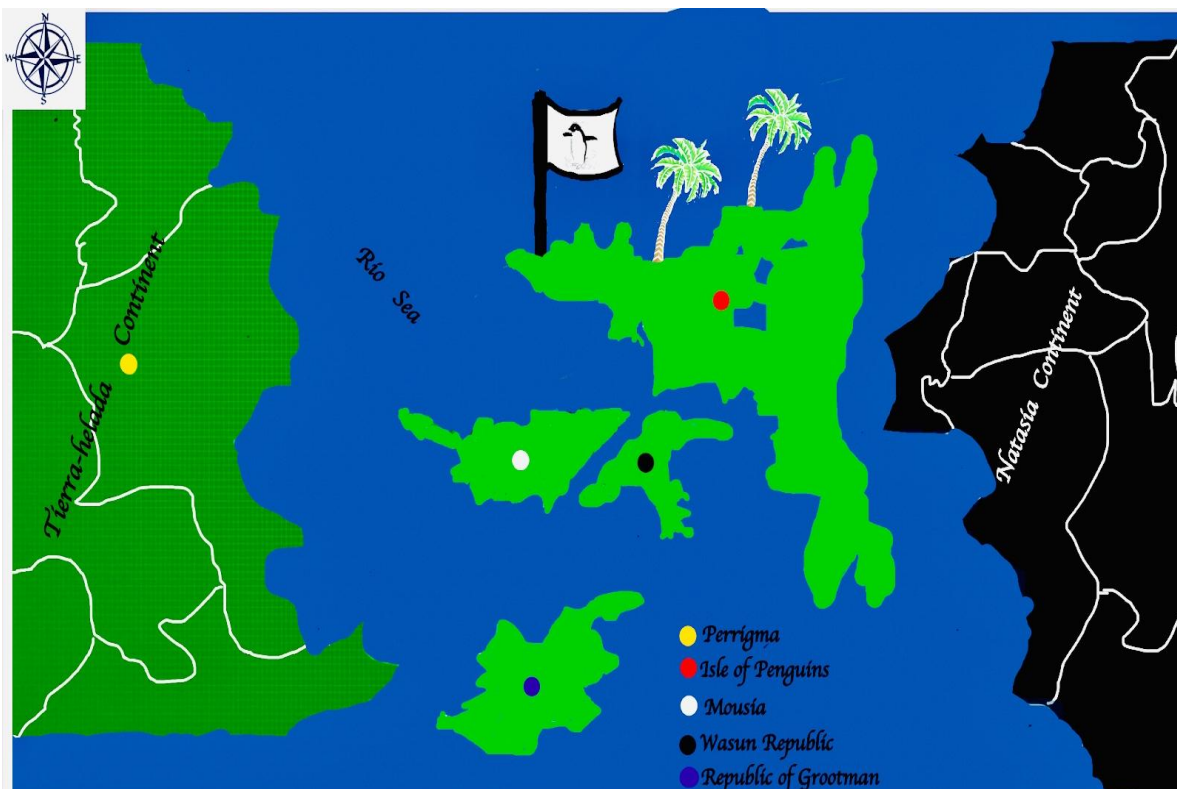 N
W E
S
Río Sea
Tierra-helada Continent
Natasia Continent
Perrigma
Isle of Penguins
Mousia
Wasun Republic
Republic of Grootman